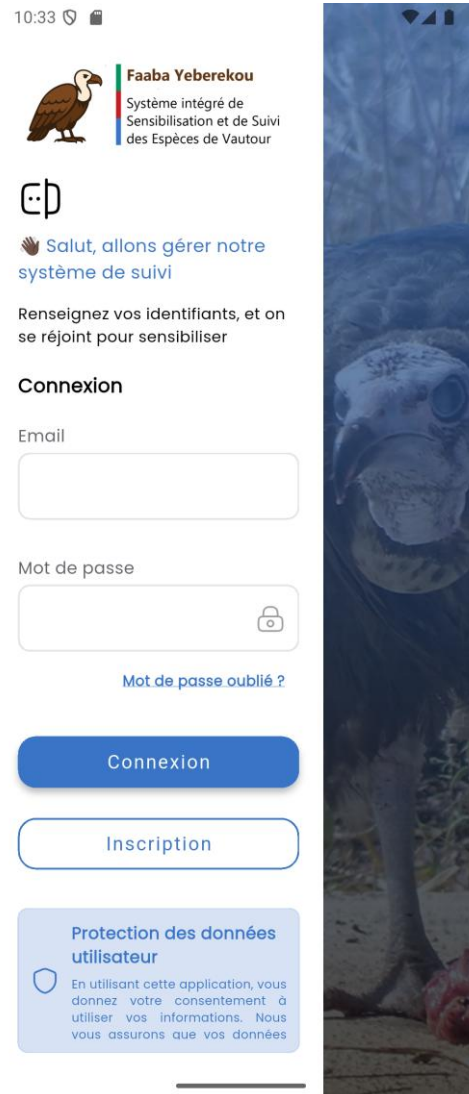 10:33
Faaba Yeberekou
Système intégré de
Sensibilisation et de Suivi
des Espèces de Vautour
Salut, allons gérer notre
système de suivi
Renseignez vos identifiants, et on
se réjoint pour sensibiliser
Connexion
Email
Mot de passe
Mot de passe oublié ?
Connexion
Inscription
Protection des données
utilisateur
En utilisant cette application, vous
donnez votre consentement à
utiliser vos informations. Nous
vous assurons que vos données